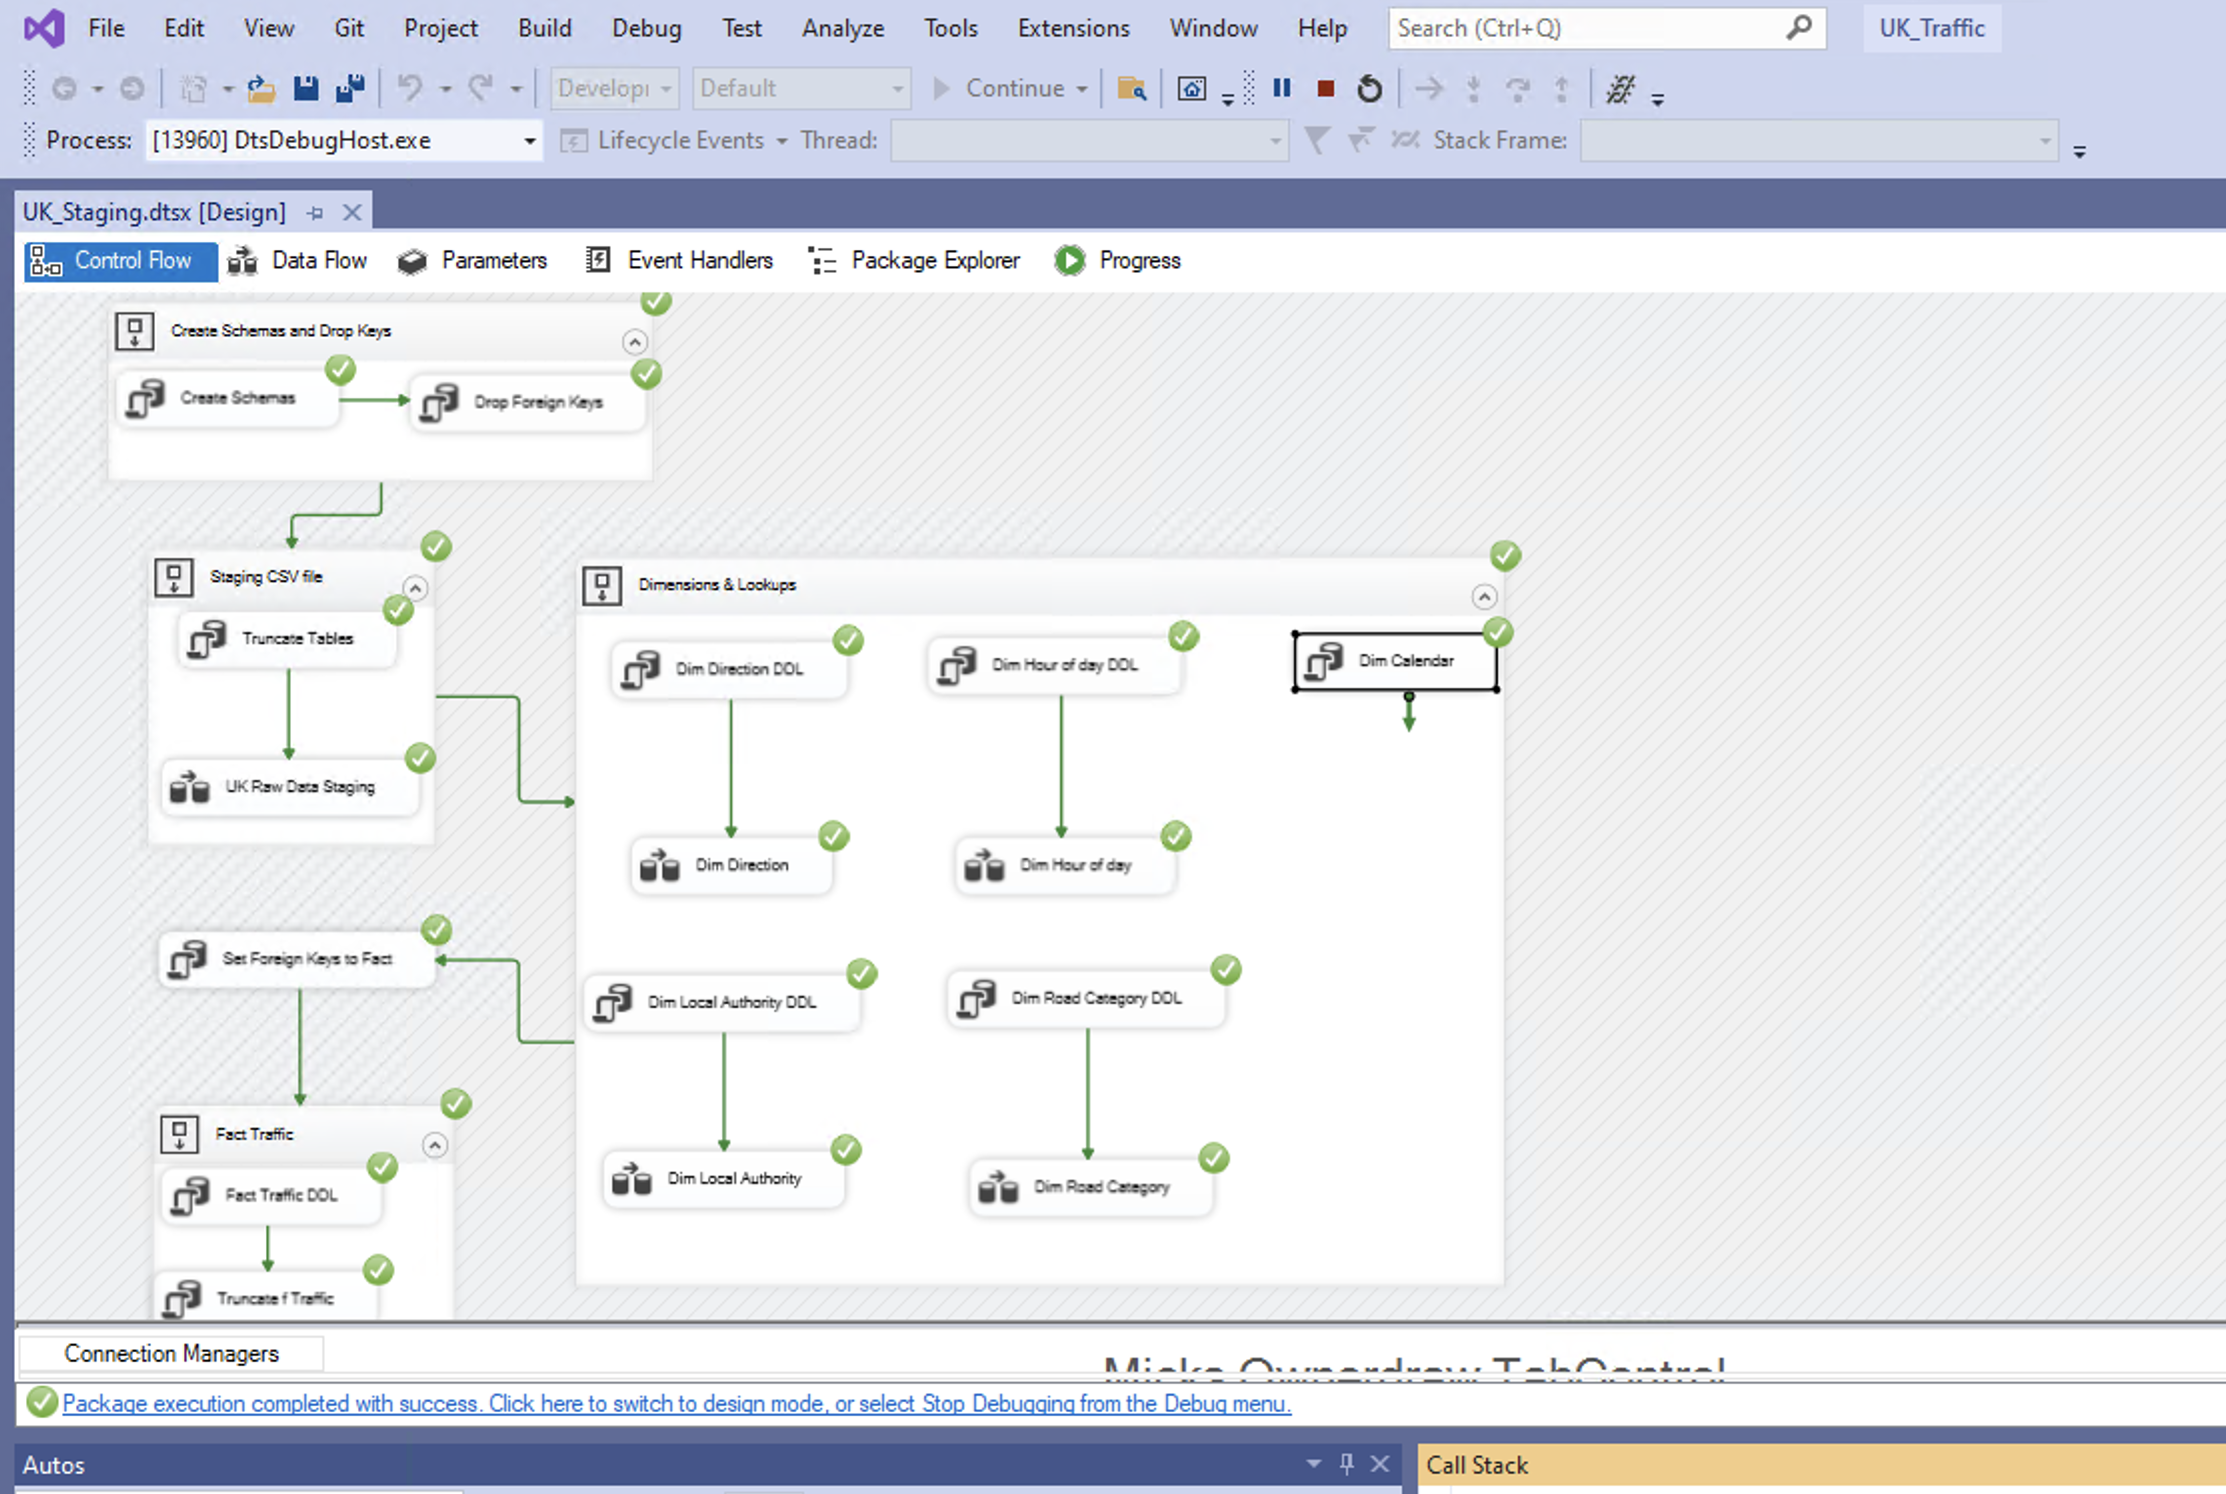 File Edit View Git Project Build Debug Test Analyze Tools Extensions Window Help Search (Ctrl+Q) UK_Traffic
Developı Default Continue
Process: [13960] DtsDebugHost.exe Lifecycle Events Thread: Stack Frame:
UK_Staging.dtsx [Design]
Control Flow Data Flow Parameters Event Handlers Package Explorer Progress
Create Schemas and Drop Keys
Create Schemas Drop Foreign Keys
Staging CSV file
Truncate Tables
UK Raw Data Staging
Dimensions & Lookups
Dim Direction DDL Dim Hour of day DDL Dim Calendar
Dim Direction Dim Hour of day
Dim Local Authority DDL Dim Road Category DDL
Dim Local Authority Dim Road Category
Set Foreign Keys to Fact
Fact Traffic
Fact Traffic DDL
Truncate f Traffic
Connection Managers
Micks Ownerdraw TabControl
Package execution completed with success. Click here to switch to design mode, or select Stop Debugging from the Debug menu.
Autos Call Stack